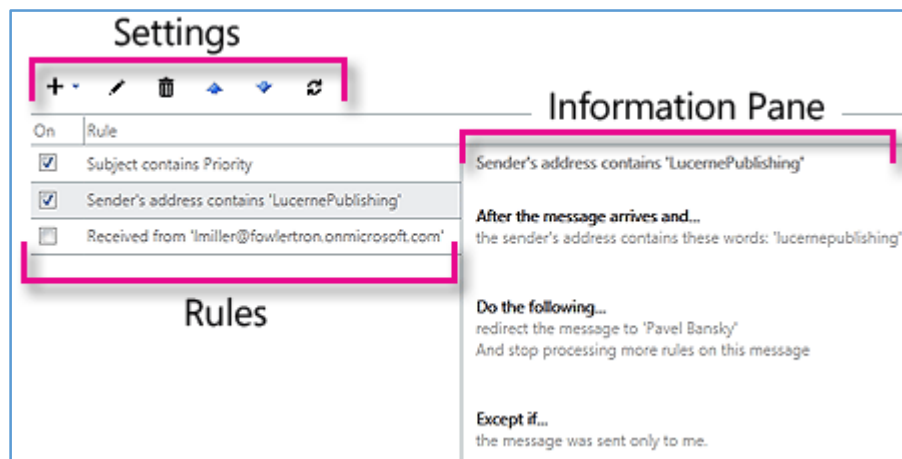 Settings
Information Pane
On Rule
Subject contains Priority
Sender's address contains 'LucernePublishing'
Received from 'lmiller@fowlertron.onmicrosoft.com'
Rules
Sender's address contains 'LucernePublishing'
After the message arrives and...
the sender's address contains these words: 'lucernepublishing'
Do the following...
redirect the message to 'Pavel Bansky'
And stop processing more rules on this message
Except if...
the message was sent only to me.